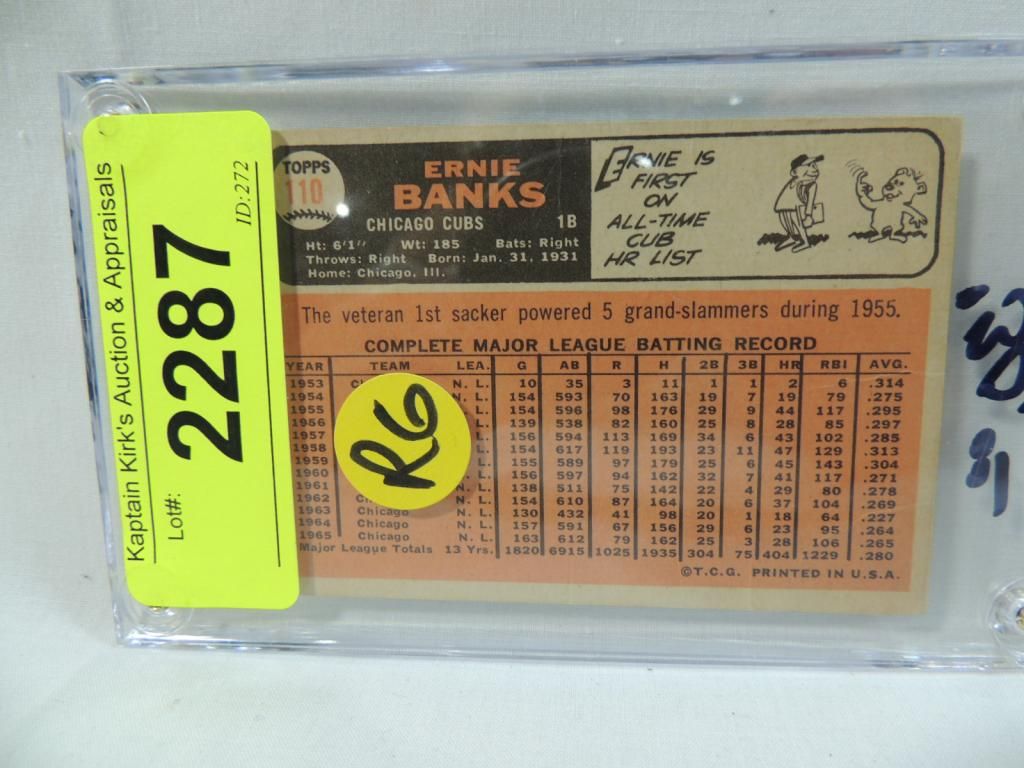 Kaptain Kirk's Auction & Appraisals
Lot#:
2287
ID:272
TOPPS
110
ERNIE
BANKS
CHICAGO CUBS 1B
Ht: 6'1" Wt: 185 Bats: Right
Throws: Right Born: Jan. 31, 1931
Home: Chicago, Ill.
ERNIE IS
FIRST
ON
ALL-TIME
CUB
HR LIST
The veteran 1st sacker powered 5 grand-slammers during 1955.
COMPLETE MAJOR LEAGUE BATTING RECORD
YEAR TEAM LEA. G AB R H 2B 3B HR RBI AVG.
1953 N. L. 10 35 3 11 1 1 2 6 .314
1954 N. L. 154 593 70 163 19 7 19 79 .275
1955 L. 154 596 98 176 29 9 44 117 .295
1956 L. 139 538 82 160 25 8 28 85 .297
1957 L. 156 594 113 169 34 6 43 102 .285
1958 L. 154 617 119 193 23 11 47 129 .313
1959 L. 155 589 97 179 25 6 45 143 .304
1960 L. 156 597 94 162 32 7 41 117 .271
1961 L. 138 511 75 142 22 4 29 80 .278
1962 N. L. 154 610 87 164 20 6 37 104 .269
1963 Chicago N. L. 130 432 41 98 20 1 18 64 .227
1964 Chicago N. L. 157 591 67 156 29 6 23 95 .264
1965 Chicago N. L. 163 612 79 162 25 3 28 106 .265
Major League Totals 13 Yrs. 1820 6915 1025 1935 304 75 404 1229 .280
©T.C.G. PRINTED IN U.S.A.
R6